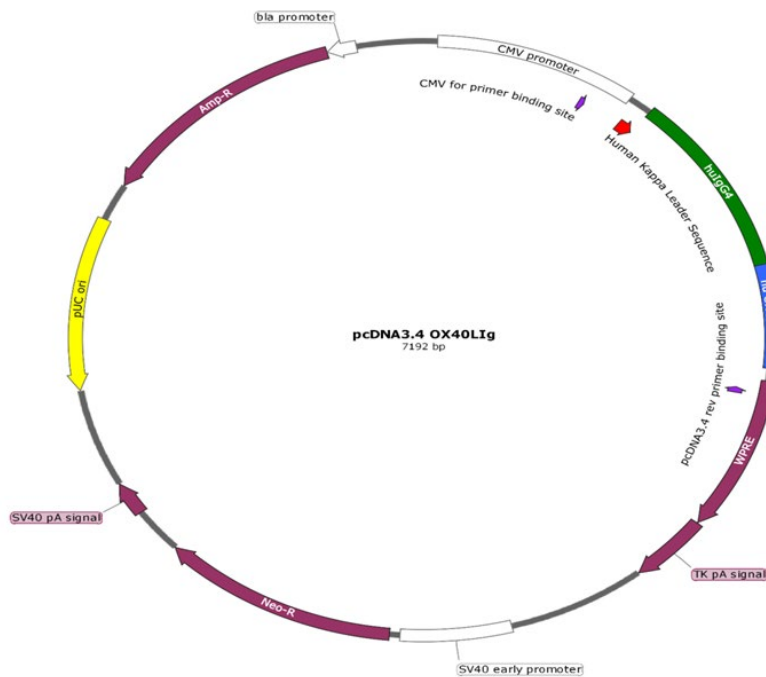 bla promoter
CMV promoter
CMV for primer binding site
Amp-R
Human Kappa Leader Sequence
huIgG4
pUC ori
pcDNA3.4 OX40LIg
7192 bp
pcDNA3.4 rev primer binding site
WPRE
SV40 pA signal
TK pA signal
Neo-R
SV40 early promoter